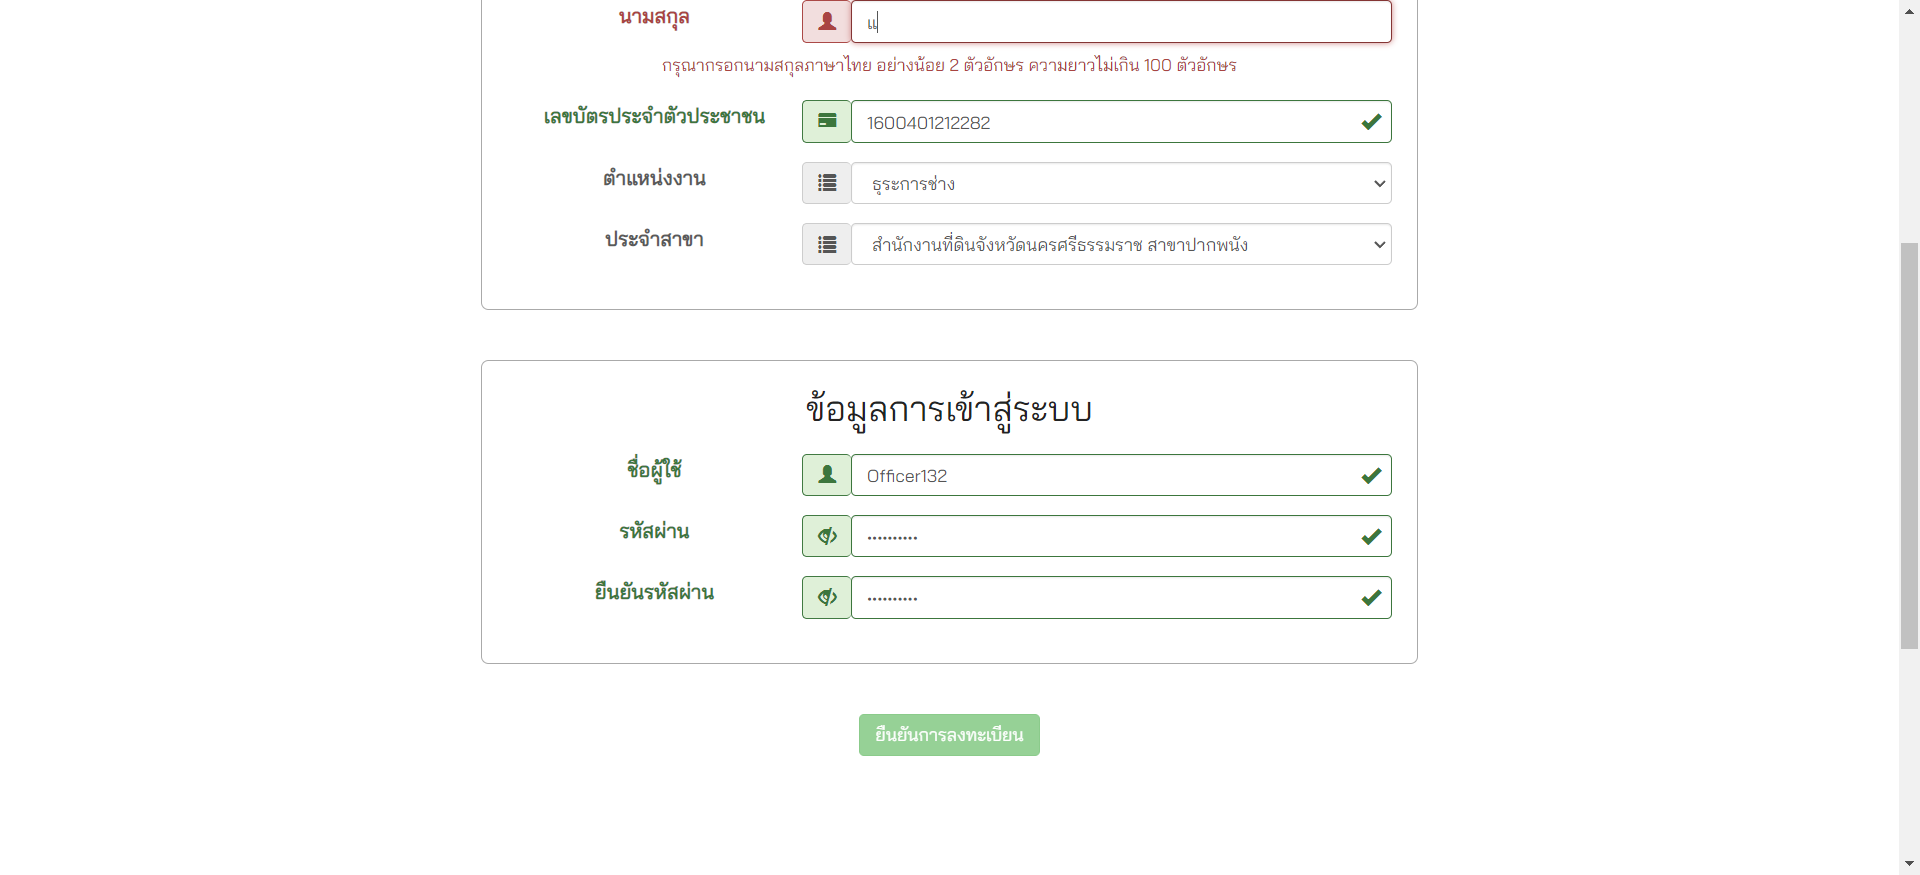 นามสกุล
แ
กรุณากรอกนามสกุลภาษาไทย อย่างน้อย 2 ตัวอักษร ความยาวไม่เกิน 100 ตัวอักษร
เลขบัตรประจำตัวประชาชน
1600401212282
ตำแหน่งงาน
ธุระการช่าง
ประจำสาขา
สำนักงานที่ดินจังหวัดนครศรีธรรมราช สาขาปากพนัง
ข้อมูลการเข้าสู่ระบบ
ชื่อผู้ใช้
Officer132
รหัสผ่าน
••••••••••
ยืนยันรหัสผ่าน
••••••••••
ยืนยันการลงทะเบียน